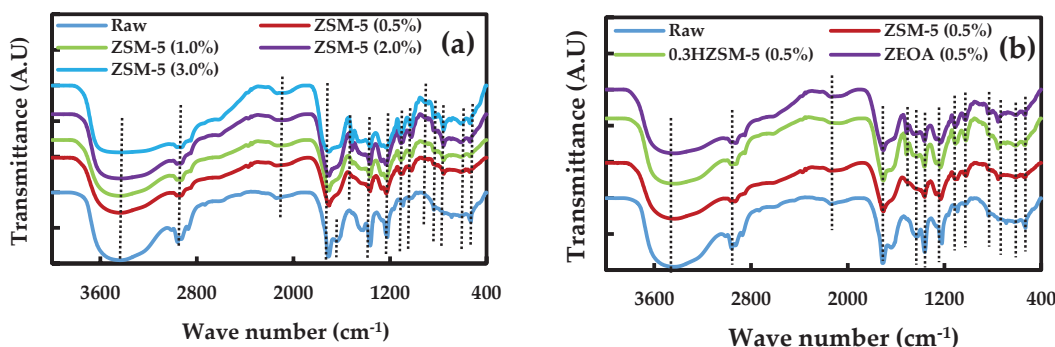 Raw ZSM-5 (0.5%)
ZSM-5 (1.0%) ZSM-5 (2.0%)
ZSM-5 (3.0%)
(a)
Transmittance (A.U)
3600 2800 2000 1200 400
Wave number (cm⁻¹)
Raw ZSM-5 (0.5%)
0.3HZSM-5 (0.5%) ZEOA (0.5%)
(b)
Transmittance (A.U)
3600 2800 2000 1200 400
Wave number (cm⁻¹)